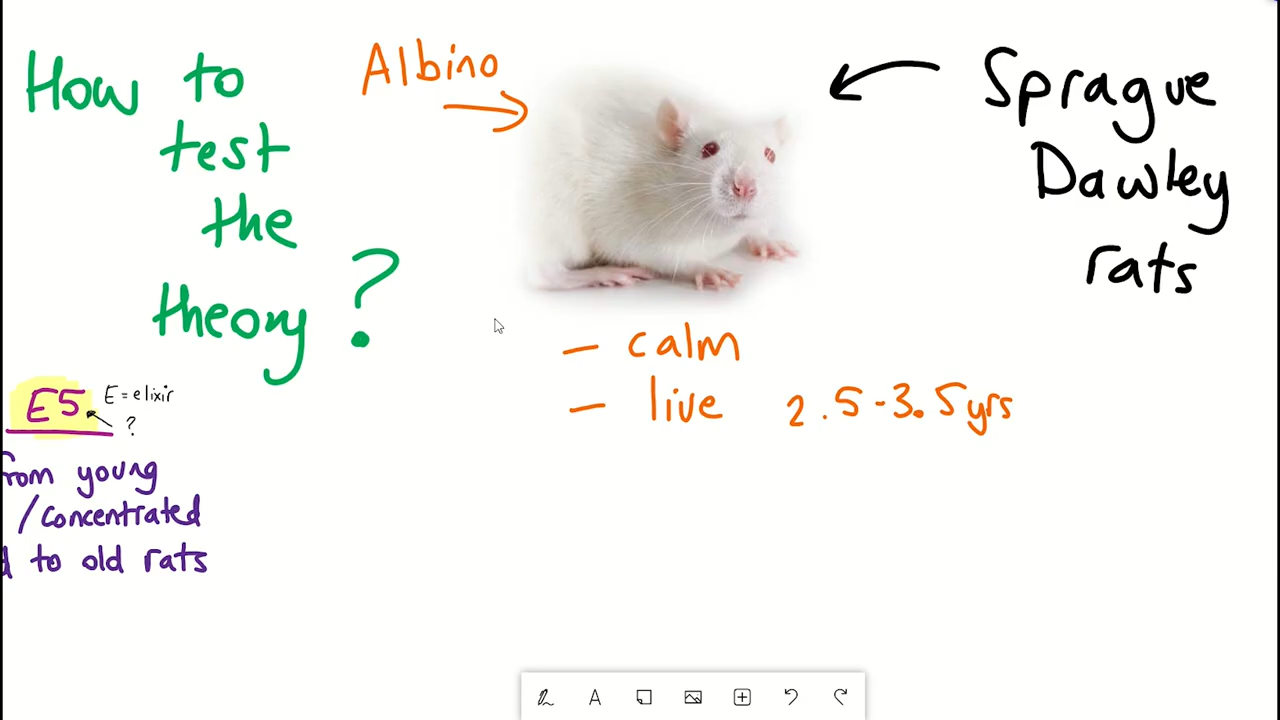 How to
test
the
theory?
Albino
Sprague
Dawley
rats
- calm
- live 2.5-3.5yrs
E5
E = elixir
?
from young
/concentrated
to old rats